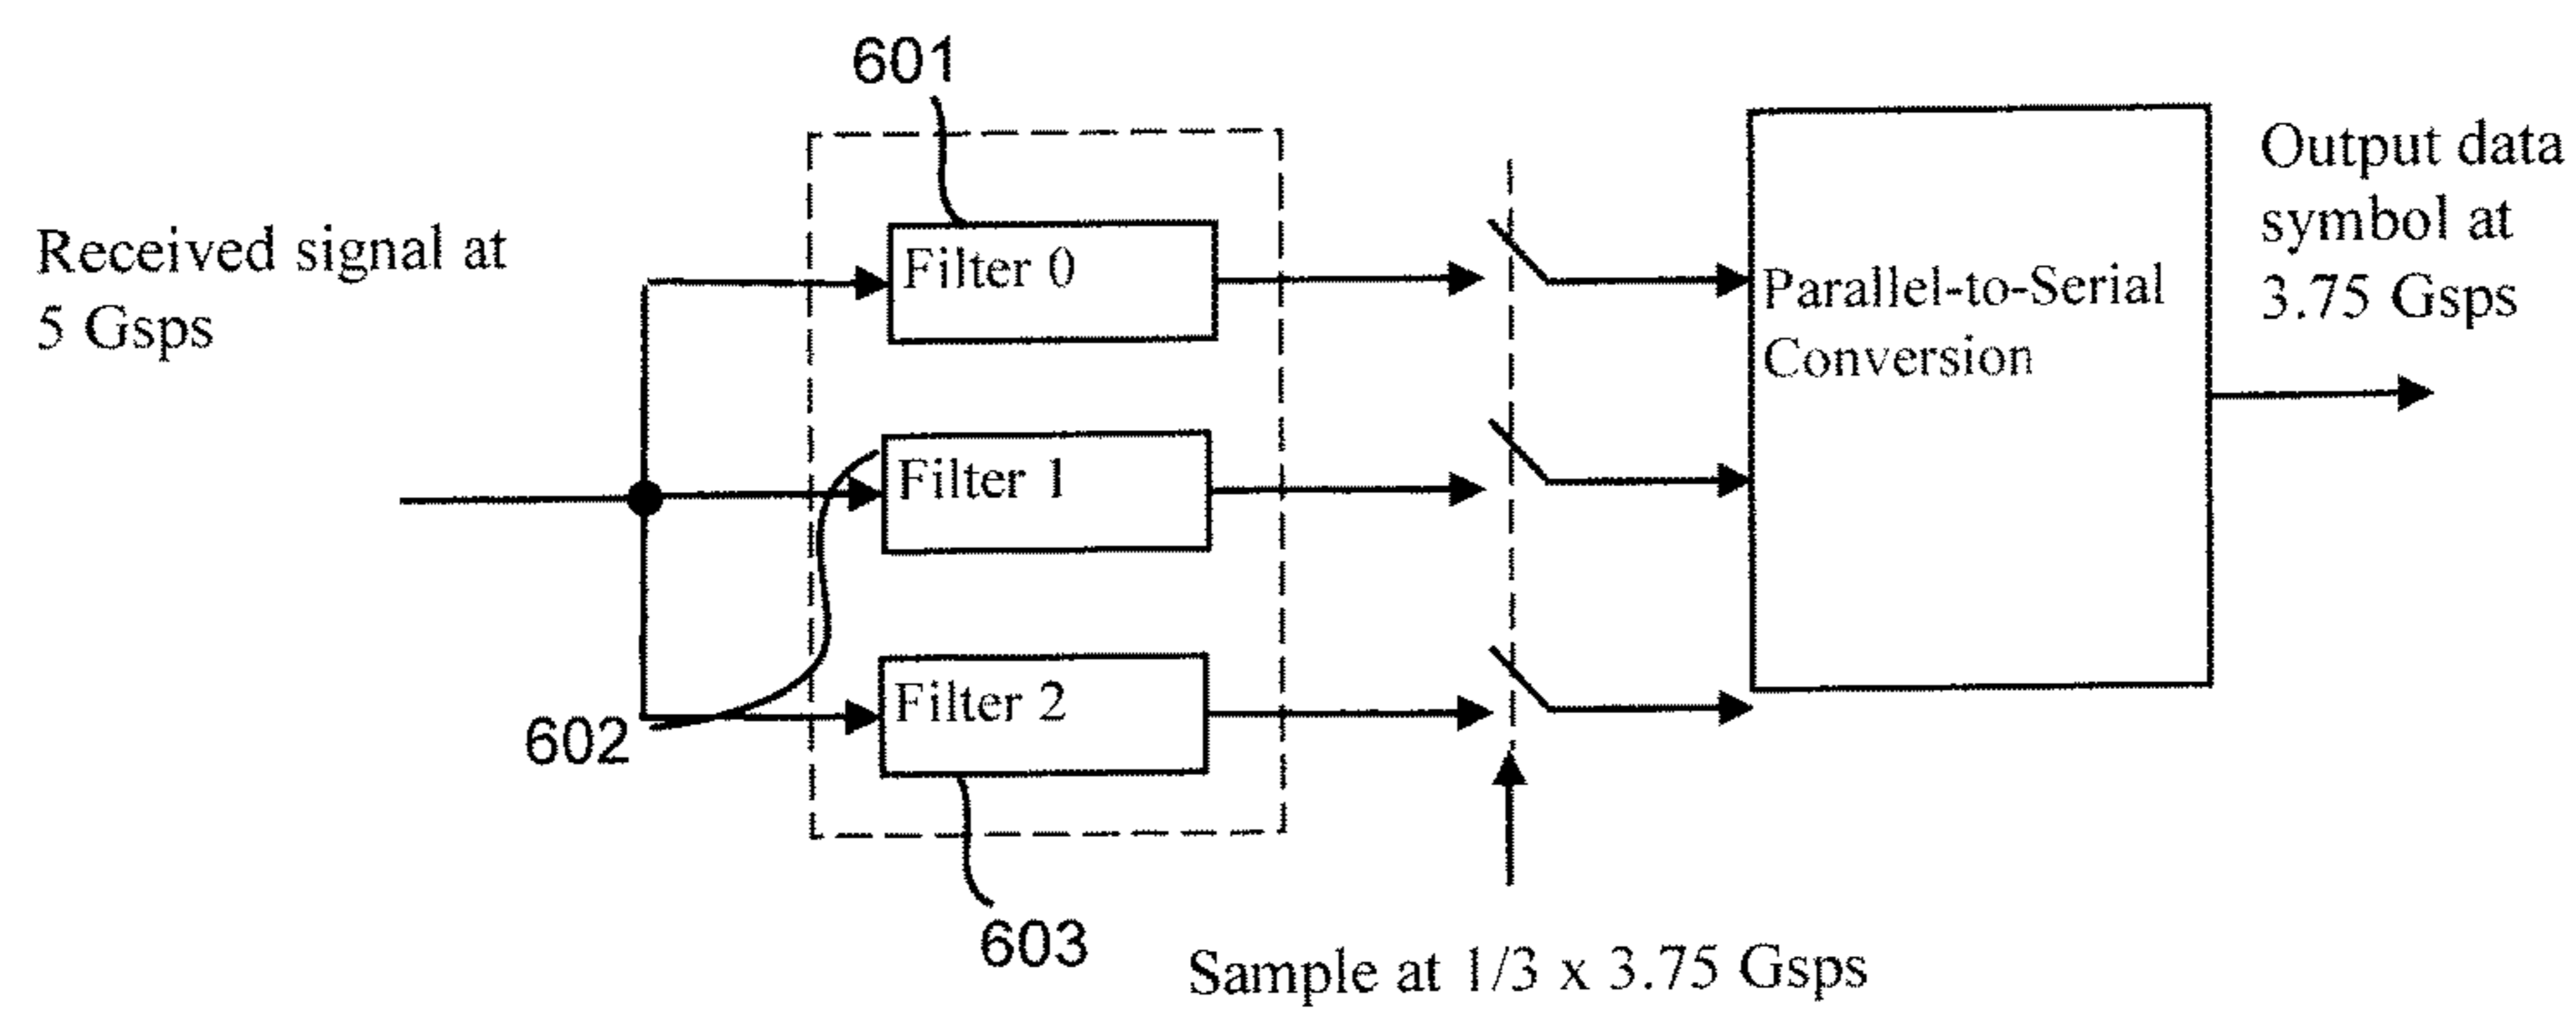 601
Received signal at
5 Gsps
Filter 0
Filter 1
Filter 2
602
603
Parallel-to-Serial
Conversion
Output data
symbol at
3.75 Gsps
Sample at 1/3 x 3.75 Gsps